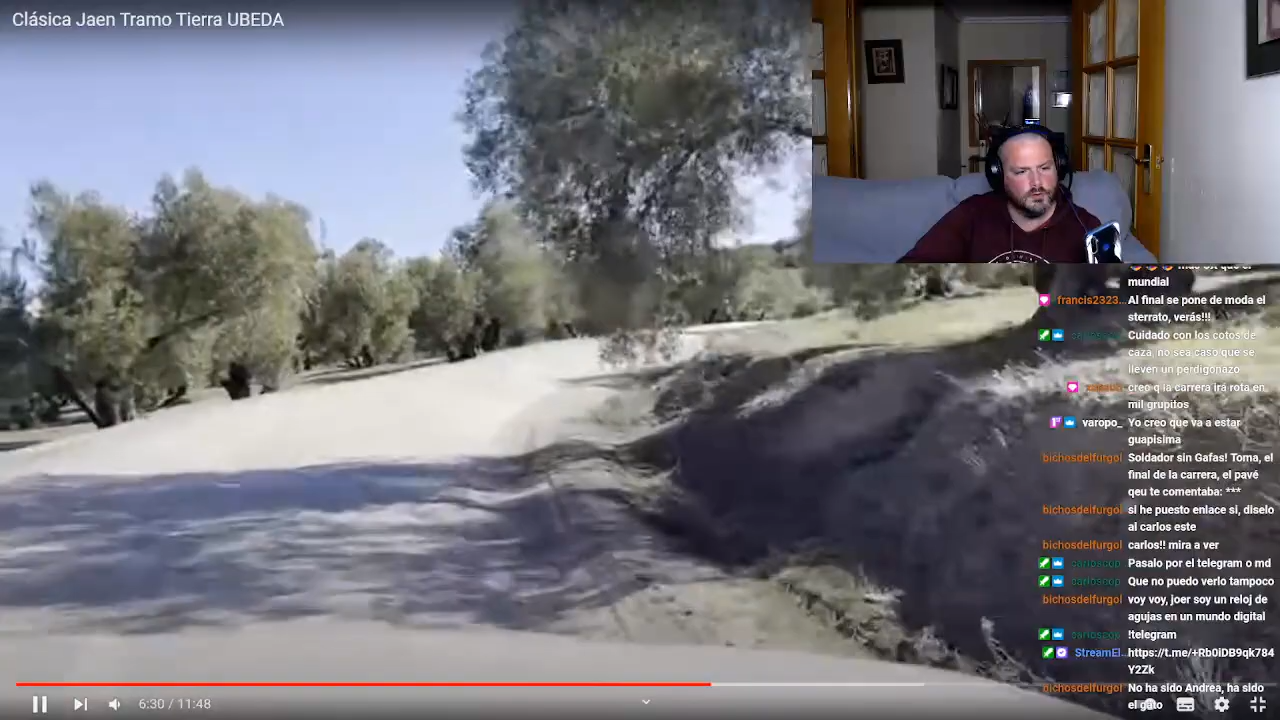 Clásica Jaen Tramo Tierra UBEDA
mundial
francis2323... Al final se pone de moda el
sterrato, verás!!!
Cuidado con los cotos de
caza, no sea caso que se
lleven un perdigonazo
creo q la carrera irá rota en
mil grupitos
varopo_ Yo creo que va a estar
guapisima
bichosdelfurgol Soldador sin Gafas! Toma, el
final de la carrera, el pavé
qeu te comentaba: ***
bichosdelfurgol si he puesto enlace si, diselo
al carlos este
bichosdelfurgol carlos!! mira a ver
carloscop Pasalo por el telegram o md
carloscop Que no puedo verlo tampoco
bichosdelfurgol voy voy, joer soy un reloj de
agujas en un mundo digital
carloscop !telegram
StreamEl... https://t.me/+Rb0iDB9qk784
Y2Zk
bichosdelfurgol No ha sido Andrea, ha sido
el gato
6:30 / 11:48